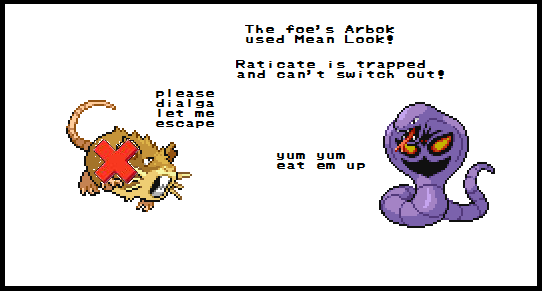 The foe's Arbok
used Mean Look!
Raticate is trapped
and can't switch out!
please
dialga
let me
escape
yum yum
eat em up